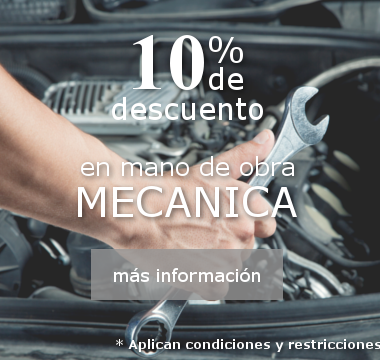 10%
de
descuento
en mano de obra
MECANICA
más información
* Aplican condiciones y restricciones